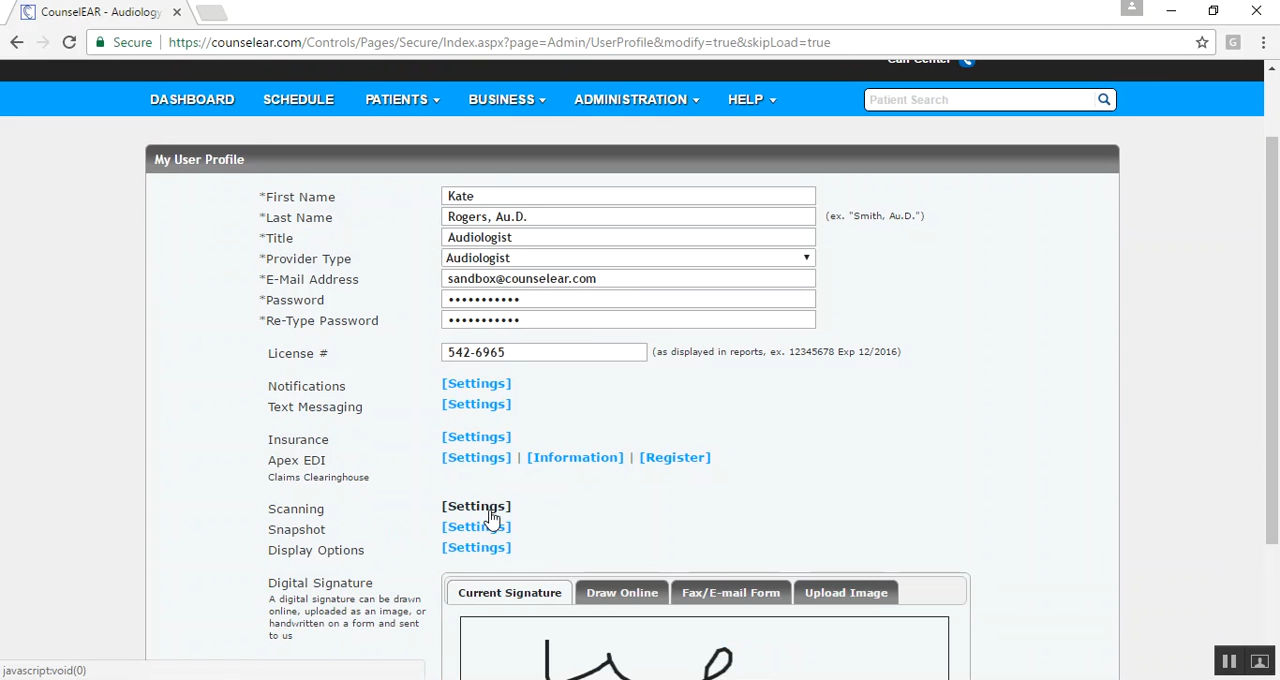 CounselEAR - Audiology
Secure https://counselear.com/Controls/Pages/Secure/Index.aspx?page=Admin/UserProfile&modify=true&skipLoad=true
Call Center
DASHBOARD SCHEDULE PATIENTS BUSINESS ADMINISTRATION HELP Patient Search
My User Profile
*First Name Kate
*Last Name Rogers, Au.D. (ex. "Smith, Au.D.")
*Title Audiologist
*Provider Type Audiologist
*E-Mail Address sandbox@counselear.com
*Password •••••••••••
*Re-Type Password •••••••••••
License # 542-6965 (as displayed in reports, ex. 12345678 Exp 12/2016)
Notifications [Settings]
Text Messaging [Settings]
Insurance [Settings]
Apex EDI [Settings] | [Information] | [Register]
Claims Clearinghouse
Scanning [Settings]
Snapshot [Settings]
Display Options [Settings]
Digital Signature Current Signature Draw Online Fax/E-mail Form Upload Image
A digital signature can be drawn
online, uploaded as an image, or
handwritten on a form and sent
to us
javascript:void(0)